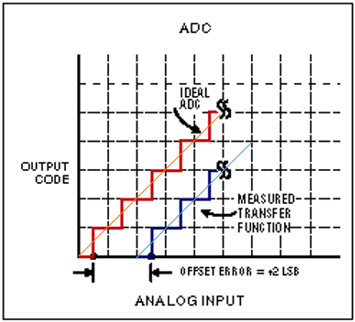 ADC
IDEAL
ADC
OUTPUT
CODE
MEASURED
TRANSFER
FUNCTION
OFFSET ERROR = +2 LSB
ANALOG INPUT